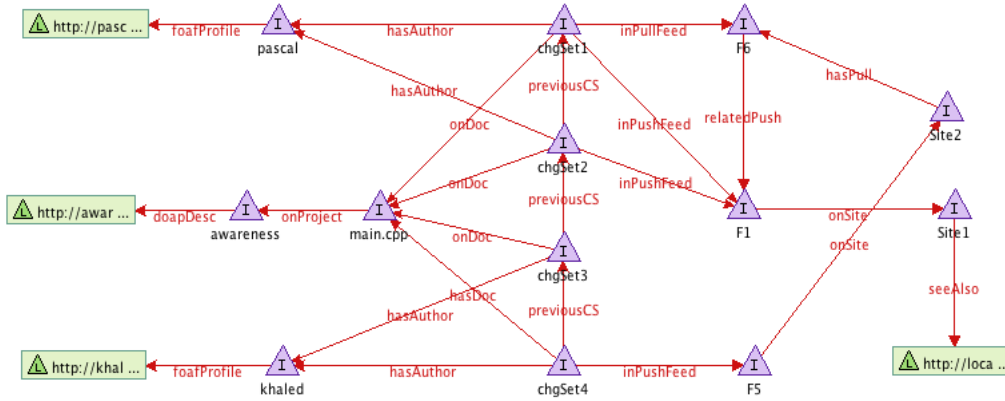 http://pasc ...
foafProfile
I
pascal
hasAuthor
I
chgSet1
inPullFeed
I
F6
hasAuthor
previousCS
hasPull
onDoc
inPushFeed
relatedPush
I
SIte2
I
chgSet2
onDoc
inPushFeed
previousCS
http://awar ...
doapDesc
I
awareness
onProject
I
main.cpp
I
F1
onSite
I
Site1
onDoc
onSite
I
chgSet3
hasDoc
hasAuthor
previousCS
seeAlso
http://khal ...
foafProfile
I
khaled
hasAuthor
I
chgSet4
inPushFeed
I
F5
http://loca ...
L
L
L
L